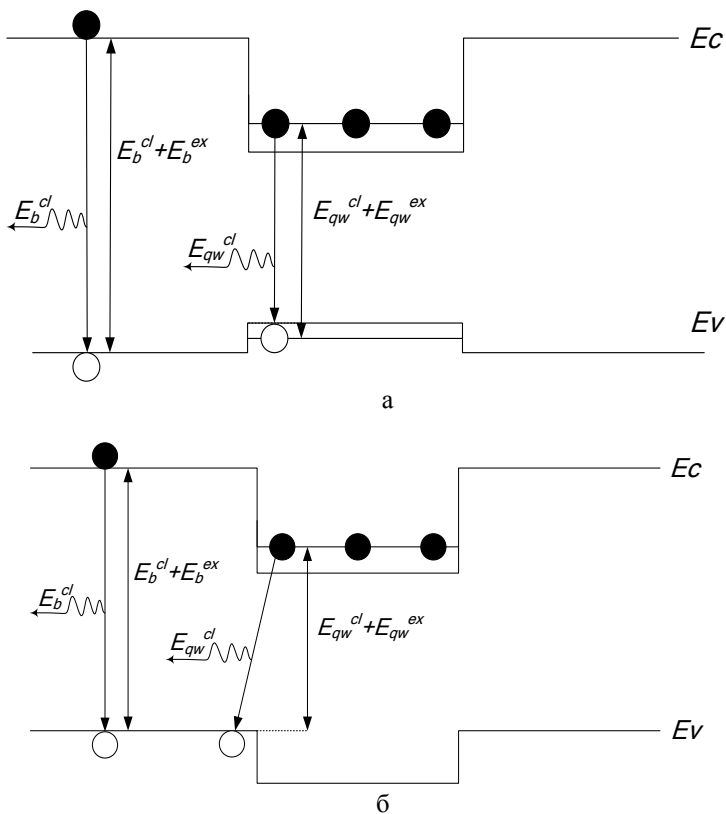 Ec
E_b^cl+E_b^ex
E_qw^cl+E_qw^ex
E_b^cl
E_qw^cl
Ev
а
Ec
E_b^cl+E_b^ex
E_b^cl
E_qw^cl+E_qw^ex
E_qw^cl
Ev
б